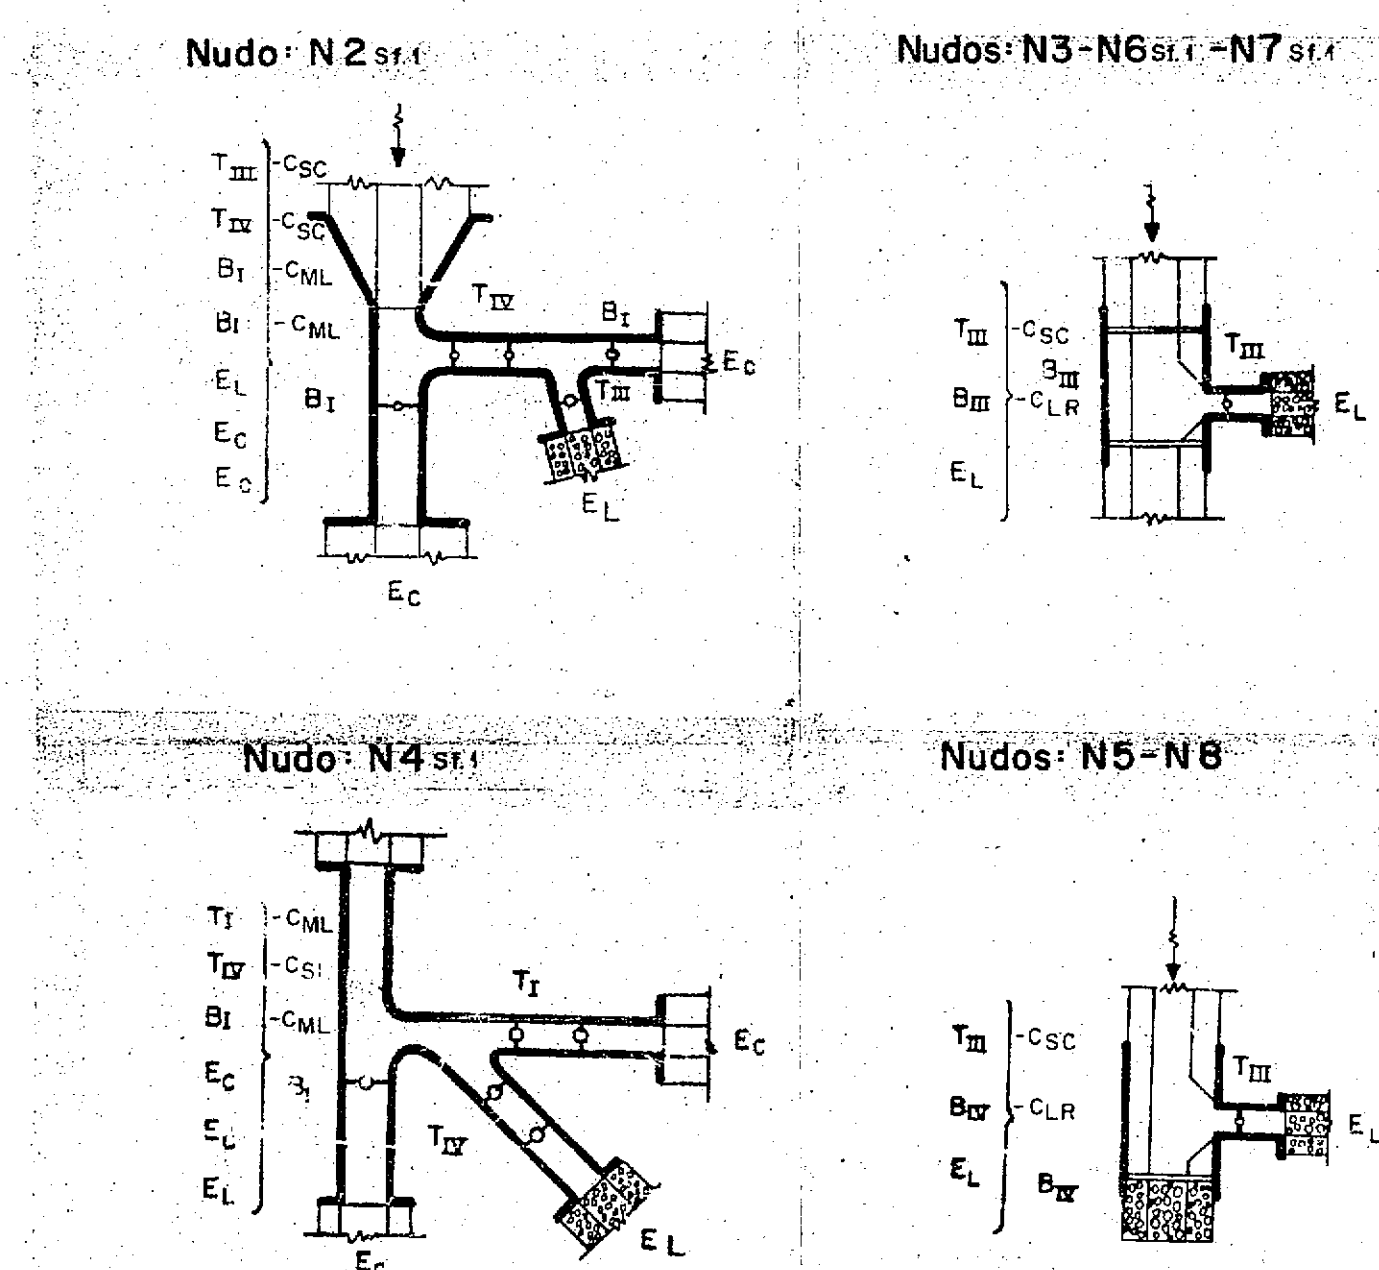 Nudo: N2 Sf.1
T III -C SC
T IV -C SC
B I -C ML
B I -C ML
E L
E C
E C
T IV
B I
E C
B I
T III
E L
E C
Nudos: N3-N6 Sf.1 -N7 Sf.1
T III -C SC
B III -C LR
E L
T III
B III
E L
Nudo: N4 Sf.1
T I -C ML
T IV -C SI
B I -C ML
E C
E L
T I
E C
B I
T IV
E L
E C
Nudos: N5-N8
T III -C SC
B IV -C LR
E L
T III
E L
B IV